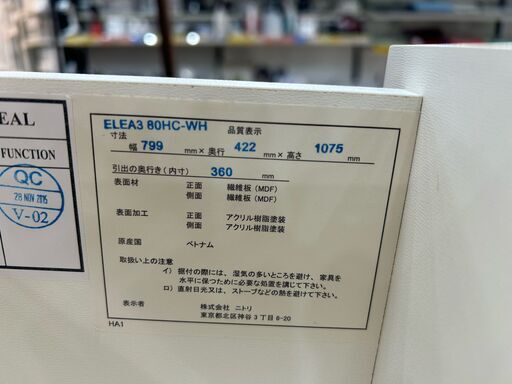 EAL
FUNCTION
QC
28 NOV 2015
V-02
ELEA3 80HC-WH 品質表示
寸法
幅 799 mm× 奥行 422 mm× 高さ 1075 mm
引出の奥行き(内寸) 360 mm
表面材 正面 繊維板 (MDF)
側面 繊維板 (MDF)
表面加工 正面 アクリル樹脂塗装
側面 アクリル樹脂塗装
原産国 ベトナム
取扱い上の注意
イ) 据付の際には、湿気の多いところを避け、家具を
水平に保つために必要な処置を講じて下さい。
ロ) 直射日光又は、ストーブなどの熱を避けて下さい。
表示者 株式会社 ニトリ
東京都北区神谷3丁目6-20
HA1